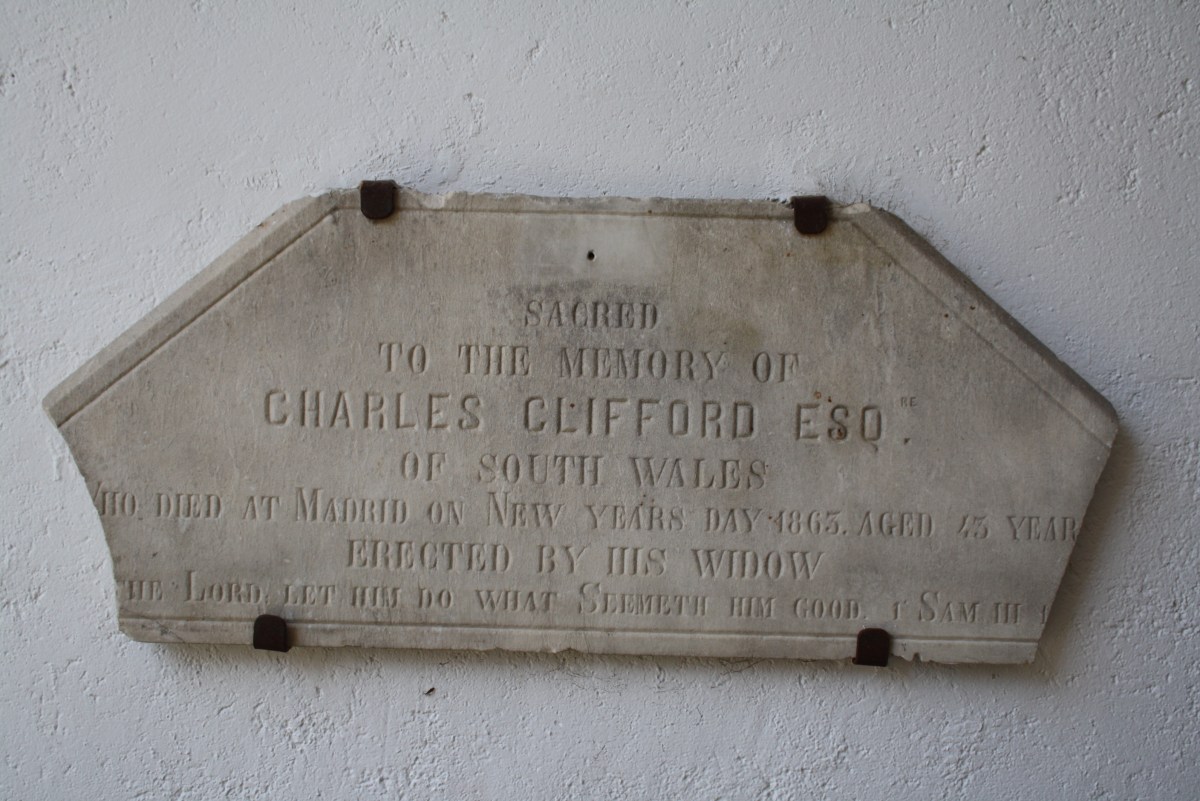 SACRED
TO THE MEMORY OF
CHARLES CLIFFORD ESQ.RE
OF SOUTH WALES
WHO DIED AT MADRID ON NEW YEARS DAY 1863. AGED 43 YEAR
ERECTED BY HIS WIDOW
HE LORD, LET HIM DO WHAT SEEMETH HIM GOOD. 1 SAM III